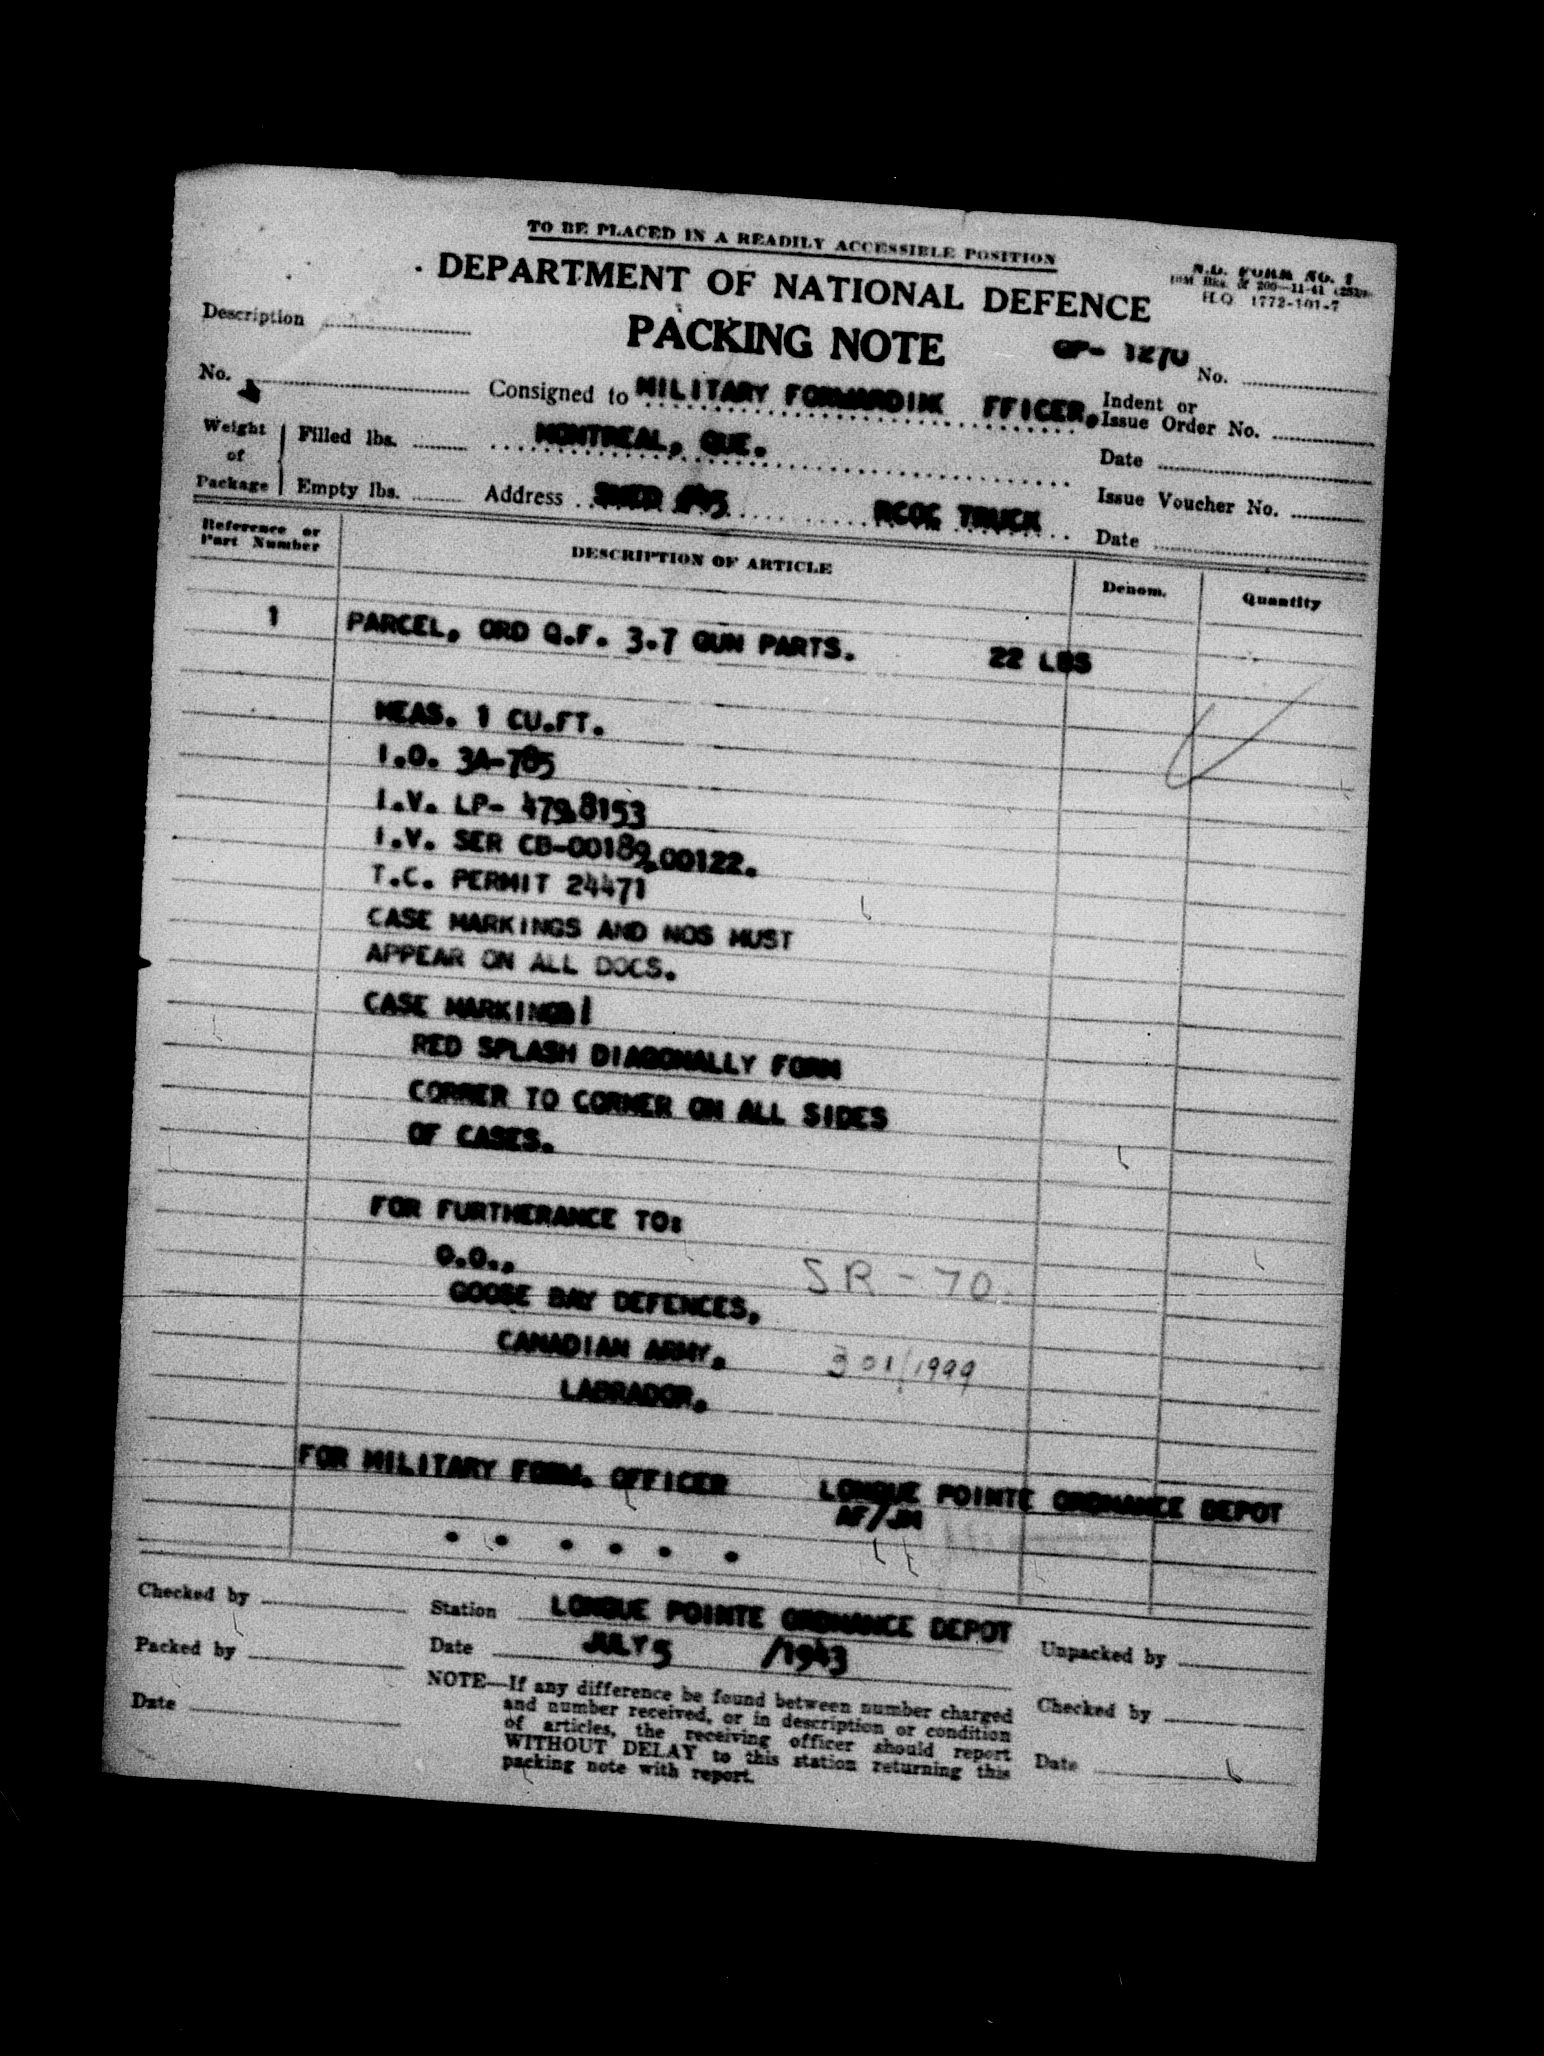 TO BE PLACED IN A READILY ACCESSIBLE POSITION
N.D. FORM No. 1
DEPARTMENT OF NATIONAL DEFENCE
H.Q. 1772-101-7
Description
PACKING NOTE
GP- 1270 No.
No. Consigned to MILITARY FORWARDING FFICER,
Indent or
Issue Order No.
Weight of Package
Filled lbs. MONTREAL, QUE.
Date
Empty lbs. Address RCOC TRUCK
Issue Voucher No.
Date
Reference or Part Number
DESCRIPTION OF ARTICLE
Denom.
Quantity
1 PARCEL, ORD Q.F. 3.7 GUN PARTS. 22 LBS
MEAS. 1 CU.FT.
I.O. 3A-785
I.V. LP- 479,8153
I.V. SER CB-00189,00122.
T.C. PERMIT 24471
CASE MARKINGS AND NOS MUST
APPEAR ON ALL DOCS.
CASE MARKINGS:
RED SPLASH DIAGONALLY FORM
CORNER TO CORNER ON ALL SIDES
OF CASES.
FOR FURTHERANCE TO:
O.O.,
SR-70.
GOOSE BAY DEFENCES,
CANADIAN ARMY,
301/1999
LABRADOR.
FOR MILITARY FORW. OFFICER LONGUE POINTE ORDNANCE DEPOT
AF/JM
. . . . . .
Checked by
Station LONGUE POINTE ORDNANCE DEPOT
Unpacked by
Packed by
Date JULY 5 /1943
Checked by
Date
NOTE—If any difference be found between number charged
and number received, or in description or condition
of articles, the receiving officer should report
WITHOUT DELAY to this station returning this
packing note with report.
Date